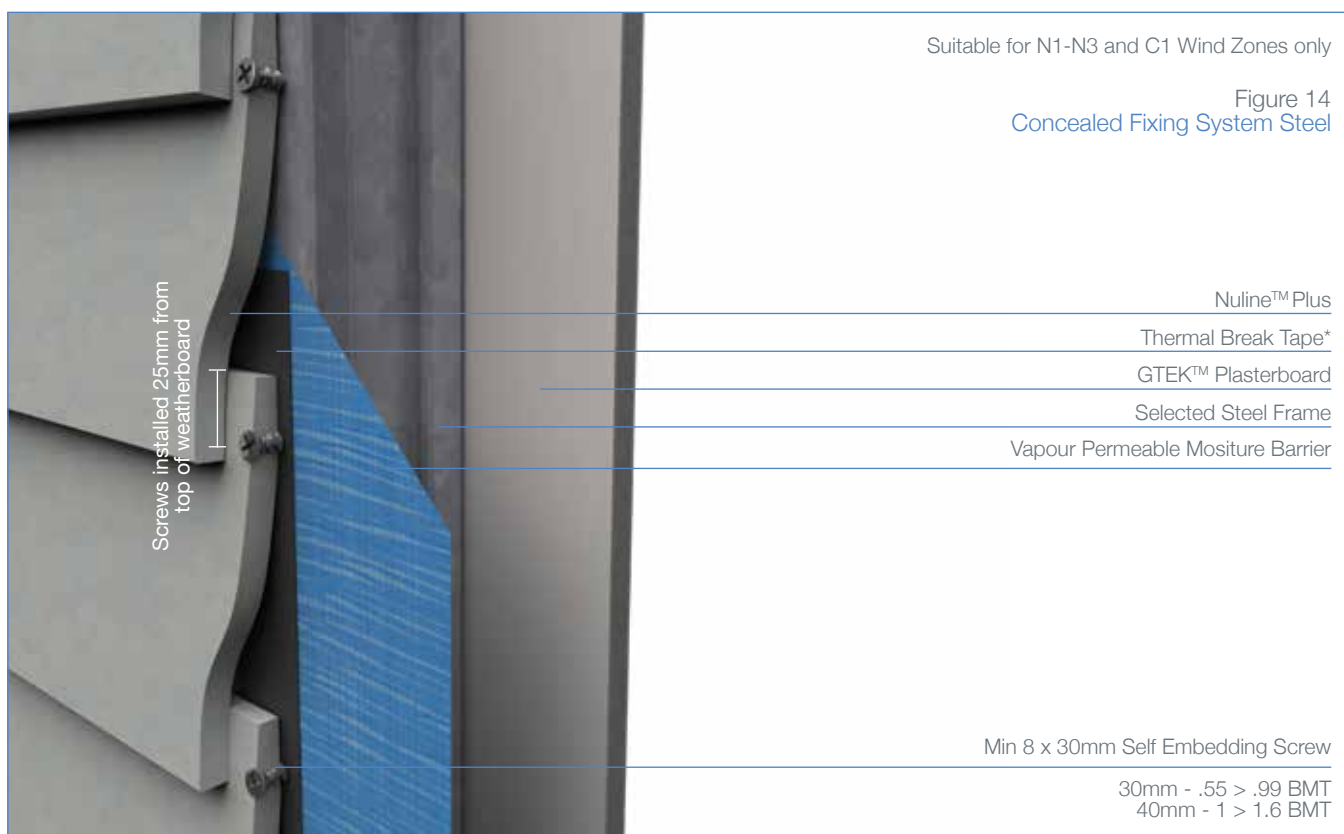 Suitable for N1-N3 and C1 Wind Zones only
Figure 14
Concealed Fixing System Steel
Screws installed 25mm from
top of weatherboard
Nuline™ Plus
Thermal Break Tape*
GTEK™ Plasterboard
Selected Steel Frame
Vapour Permeable Mositure Barrier
Min 8 x 30mm Self Embedding Screw
30mm - .55 > .99 BMT
40mm - 1 > 1.6 BMT